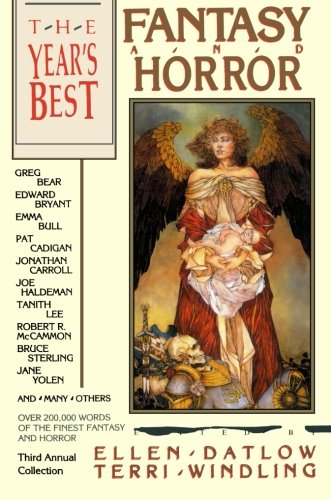 THE
YEAR'S
BEST
FANTASY
AND
HORROR
GREG
BEAR
EDWARD
BRYANT
EMMA
BULL
PAT
CADIGAN
JONATHAN
CARROLL
JOE
HALDEMAN
TANITH
LEE
ROBERT R.
McCAMMON
BRUCE
STERLING
JANE
YOLEN
AND MANY OTHERS
OVER 200,000 WORDS
OF THE FINEST FANTASY
AND HORROR
Third Annual
Collection
EDITED BY
ELLEN DATLOW
TERRI WINDLING